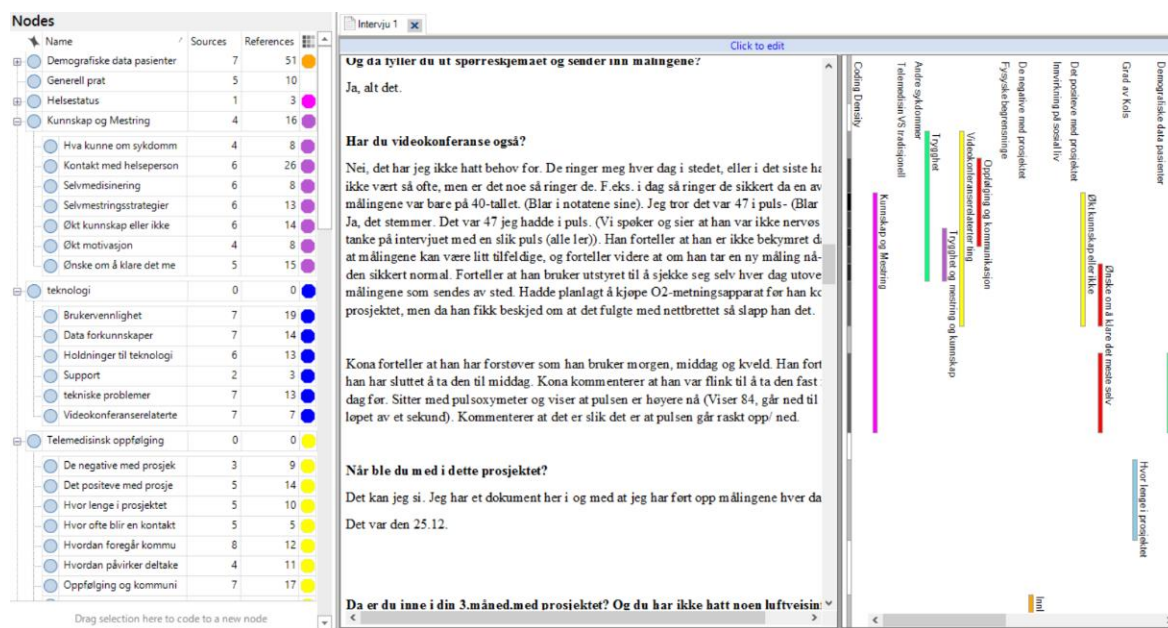 Nodes
Name Sources References
Demografiske data pasienter 7 51
Generell prat 5 10
Helsestatus 1 3
Kunnskap og Mestring 4 16
Hva kunne om sykdomm 4 8
Kontakt med helseperson 6 26
Selvmedisinering 6 8
Selvmestringsstrategier 6 13
Økt kunnskap eller ikke 6 14
Økt motivasjon 4 8
Ønske om å klare det me 5 15
teknologi 0 0
Brukervennlighet 7 19
Data forkunnskaper 7 14
Holdninger til teknologi 6 13
Support 2 3
tekniske problemer 7 13
Videokonferanserelaterte 7 7
Telemedisinsk oppfølging 0 0
De negative med prosjek 3 9
Det positeve med prosje 5 14
Hvor lenge i prosjektet 5 10
Hvor ofte blir en kontakt 5 5
Hvordan foregår kommu 8 12
Hvordan påvirker deltake 4 11
Oppfølging og kommuni 7 17
Drag selection here to code to a new node
Intervju 1
Click to edit
Og da fyller du ut spørreskjemaet og sender inn målingene?
Ja, alt det.
Har du videokonferanse også?
Nei, det har jeg ikke hatt behov for. De ringer meg hver dag i stedet, eller i det siste ha
ikke vært så ofte, men er det noe så ringer de. F.eks. i dag så ringer de sikkert da en av
målingene var bare på 40-tallet. (Blar i notatene sine). Jeg tror det var 47 i puls- (Blar
Ja, det stemmer. Det var 47 jeg hadde i puls. (Vi spøker og sier at han var ikke nervøs
tanke på intervjuet med en slik puls (alle ler)). Han forteller at han er ikke bekymret da
at målingene kan være litt tilfeldige, og forteller videre at om han tar en ny måling nå-
den sikkert normal. Forteller at han bruker utstyret til å sjekke seg selv hver dag utove
målingene som sendes av sted. Hadde planlagt å kjøpe O2-metningsapparat før han ko
prosjektet, men da han fikk beskjed om at det fulgte med nettbrettet så slapp han det.
Kona forteller at han har forstøver som han bruker morgen, middag og kveld. Han fort
han har sluttet å ta den til middag. Kona kommenterer at han var flink til å ta den fast
dag før. Sitter med pulsoxymeter og viser at pulsen er høyere nå (Viser 84, går ned til
løpet av et sekund). Kommenterer at det er slik det er at pulsen går raskt opp/ ned.
Når ble du med i dette prosjektet?
Det kan jeg si. Jeg har et dokument her i og med at jeg har ført opp målingene hver da
Det var den 25.12.
Da er du inne i din 3.måned.med prosjektet? Og du har ikke hatt noen luftveisin
Coding Density
Kunnskap og Mestring
Telemedisin VS tradisjonell
Andre sykdommer
Trygghet
Trygghet og mestring og kunnskap
Videokonferanserelaterter ting
Oppfølging og kommunikasjon
Fysyske begrensninge
De negative med prosjektet
Innl
Innvirkning på sosial liv
Det positeve med prosjektet
Økt kunnskap eller ikke
Ønske om å klare det meste selv
Grad av Kols
Hvor lenge i prosjektet
Demografiske data pasienter